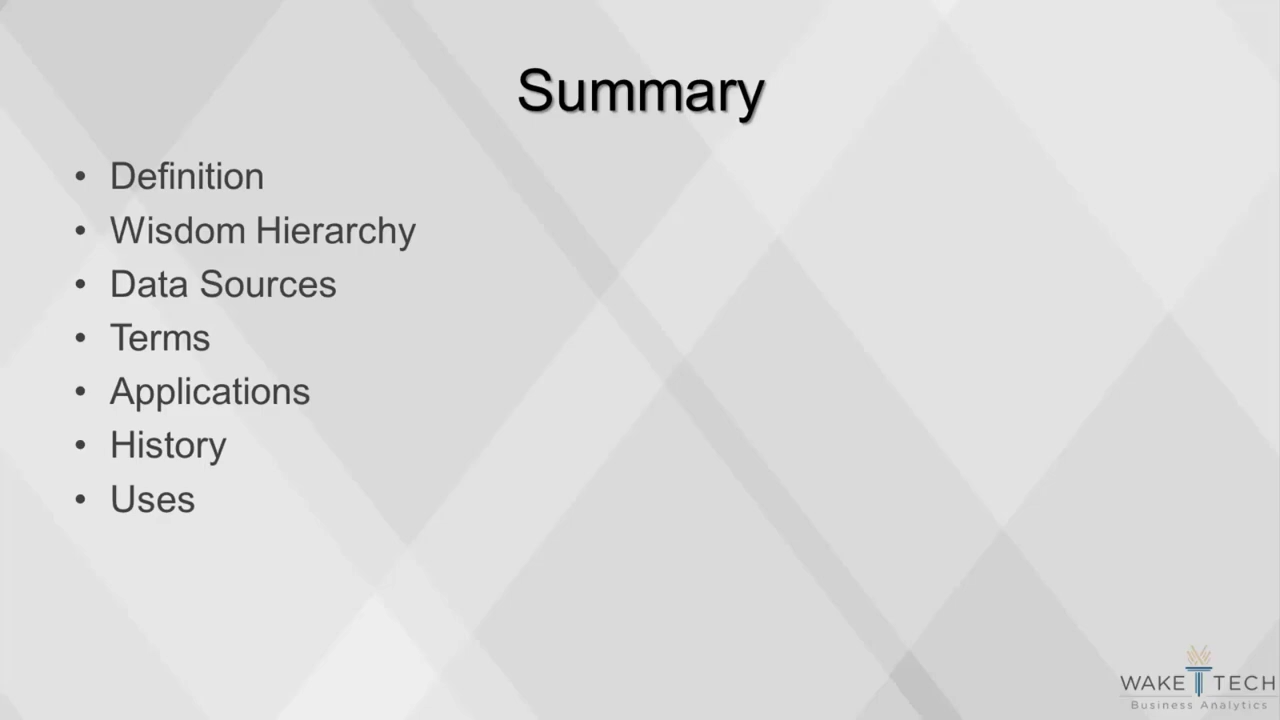 Summary
• Definition
• Wisdom Hierarchy
• Data Sources
• Terms
• Applications
• History
• Uses
WAKE TECH
Business Analytics